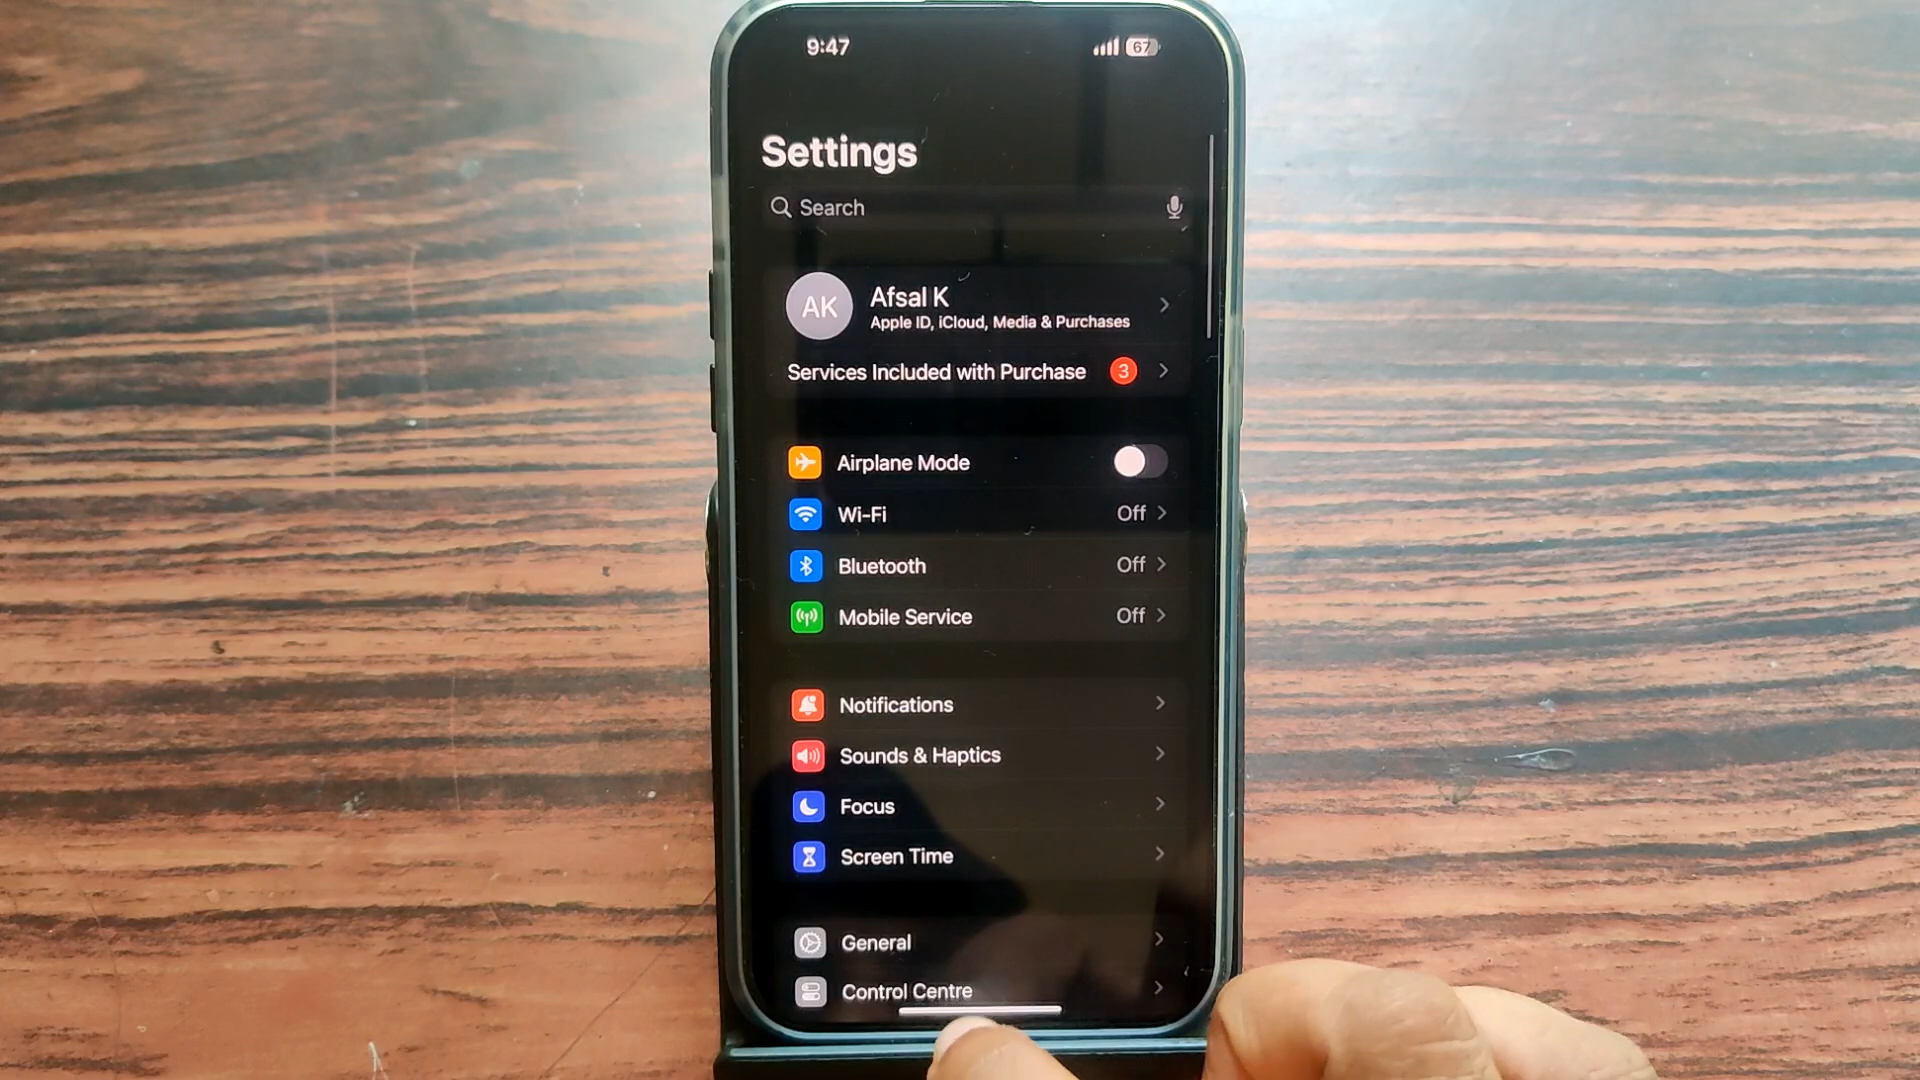 9:47
67
Settings
Search
AK
Afsal K
Apple ID, iCloud, Media & Purchases
Services Included with Purchase 3
Airplane Mode
Wi-Fi Off
Bluetooth Off
Mobile Service Off
Notifications
Sounds & Haptics
Focus
Screen Time
General
Control Centre